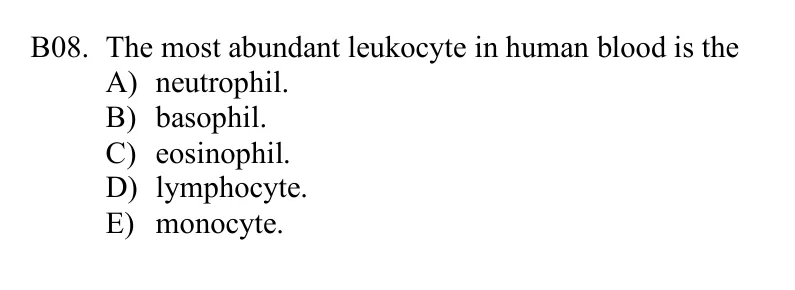 B08. The most abundant leukocyte in human blood is the
A) neutrophil.
B) basophil.
C) eosinophil.
D) lymphocyte.
E) monocyte.